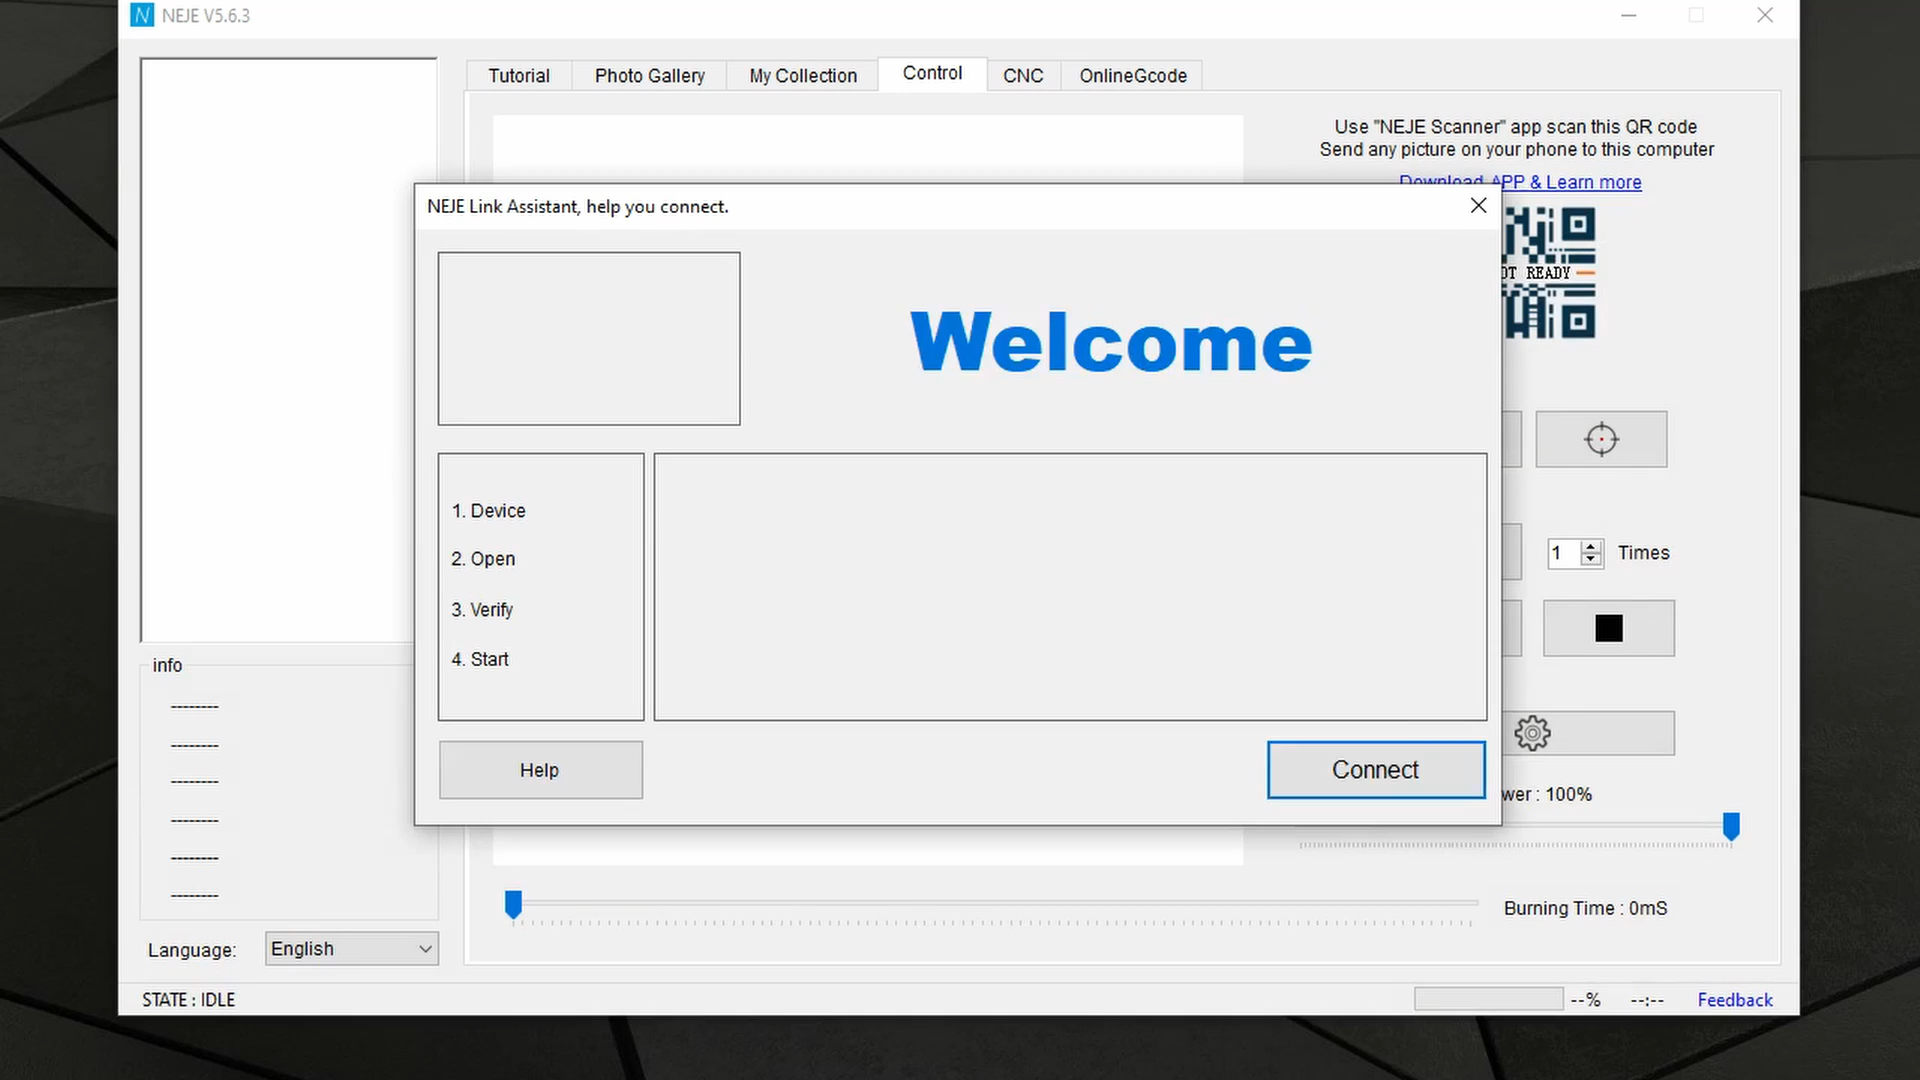 NEJE V5.6.3
Tutorial
Photo Gallery
My Collection
Control
CNC
OnlineGcode
Use "NEJE Scanner" app scan this QR code
Send any picture on your phone to this computer
Download APP & Learn more
NEJE Link Assistant, help you connect.
OT READY
Welcome
1. Device
2. Open
3. Verify
4. Start
1
Times
Help
Connect
info
--------
--------
--------
--------
--------
--------
wer : 100%
Burning Time : 0mS
Language:
English
STATE : IDLE
--%
--:--
Feedback